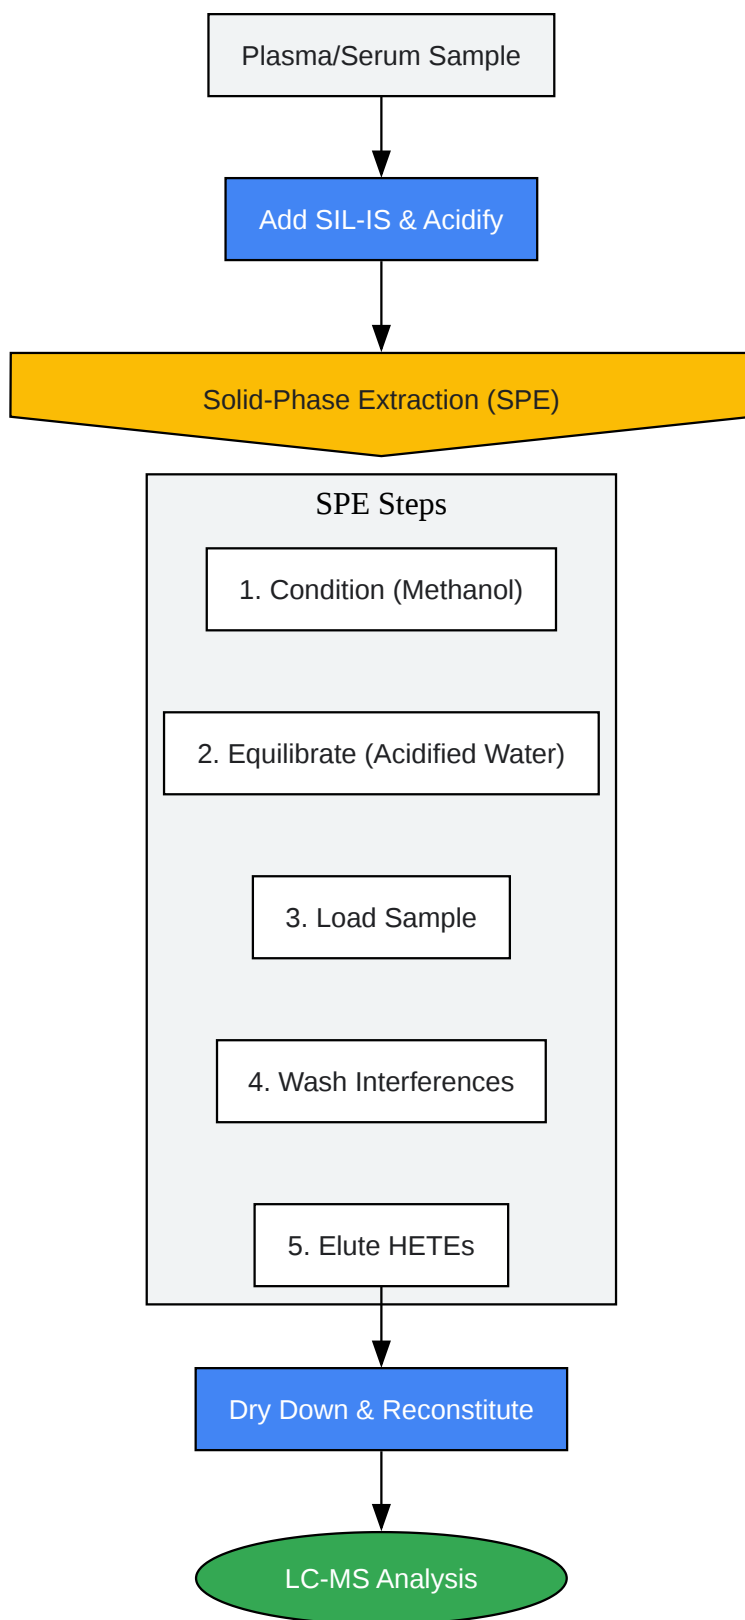 Plasma/Serum Sample
Add SIL-IS & Acidify
Solid-Phase Extraction (SPE)
SPE Steps
1. Condition (Methanol)
2. Equilibrate (Acidified Water)
3. Load Sample
4. Wash Interferences
5. Elute HETEs
Dry Down & Reconstitute
LC-MS Analysis